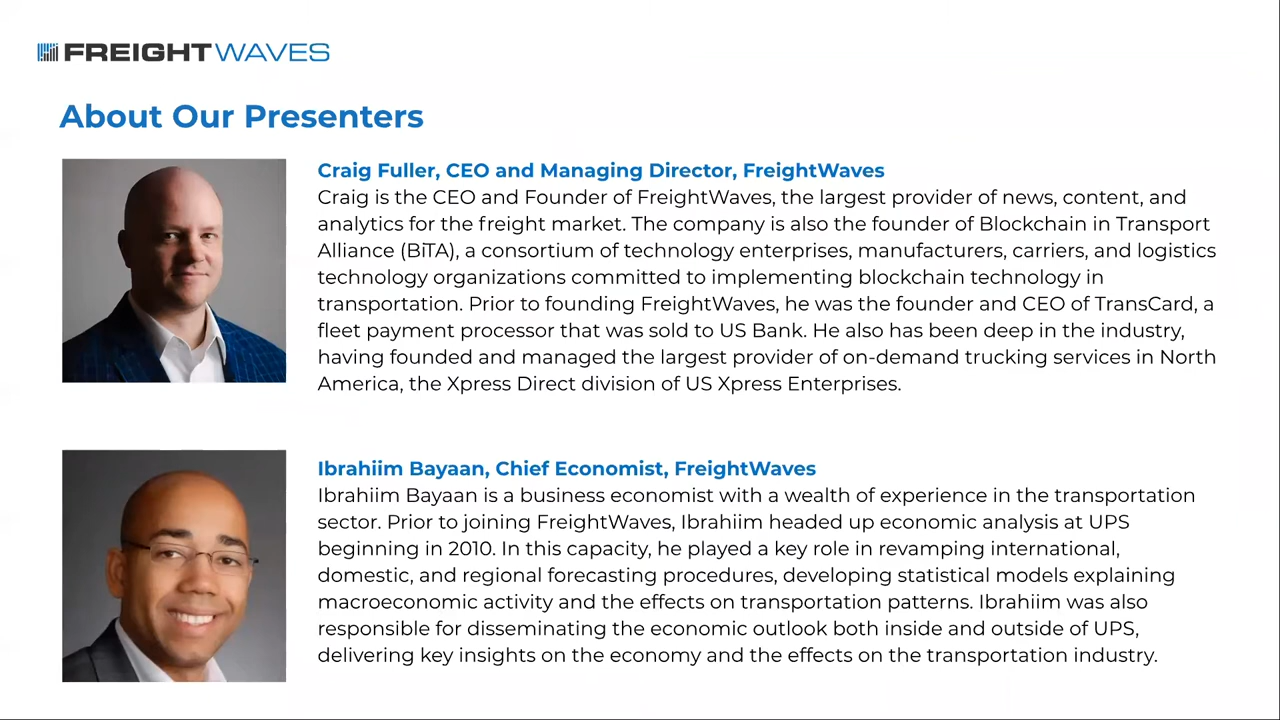 FREIGHTWAVES
About Our Presenters
Craig Fuller, CEO and Managing Director, FreightWaves
Craig is the CEO and Founder of FreightWaves, the largest provider of news, content, and
analytics for the freight market. The company is also the founder of Blockchain in Transport
Alliance (BiTA), a consortium of technology enterprises, manufacturers, carriers, and logistics
technology organizations committed to implementing blockchain technology in
transportation. Prior to founding FreightWaves, he was the founder and CEO of TransCard, a
fleet payment processor that was sold to US Bank. He also has been deep in the industry,
having founded and managed the largest provider of on-demand trucking services in North
America, the Xpress Direct division of US Xpress Enterprises.
Ibrahiim Bayaan, Chief Economist, FreightWaves
Ibrahiim Bayaan is a business economist with a wealth of experience in the transportation
sector. Prior to joining FreightWaves, Ibrahiim headed up economic analysis at UPS
beginning in 2010. In this capacity, he played a key role in revamping international,
domestic, and regional forecasting procedures, developing statistical models explaining
macroeconomic activity and the effects on transportation patterns. Ibrahiim was also
responsible for disseminating the economic outlook both inside and outside of UPS,
delivering key insights on the economy and the effects on the transportation industry.